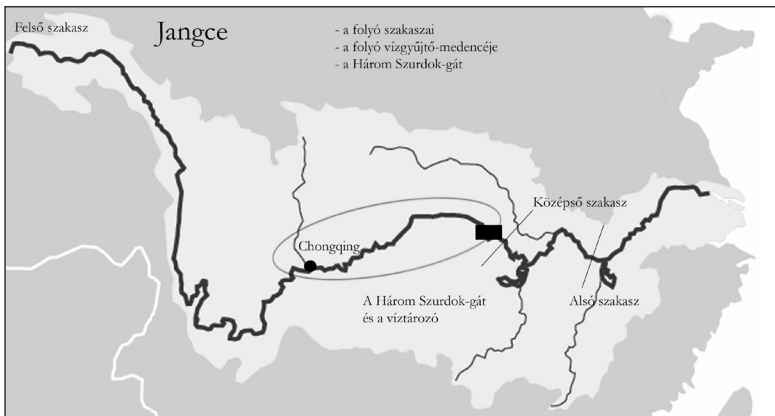 Felső szakasz
Jangce
- a folyó szakaszai
- a folyó vízgyűjtő-medencéje
- a Három Szurdok-gát
Középső szakasz
Chongqing
A Három Szurdok-gát
és a víztározó
Alsó szakasz